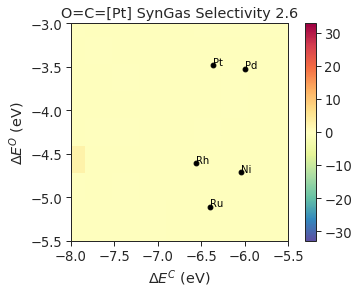 O=C=[Pt] SynGas Selectivity 2.6
−3.0
−3.5
−4.0
−4.5
−5.0
−5.5
ΔE^O (eV)
Pt
Pd
Rh
Ni
Ru
−8.0 −7.5 −7.0 −6.5 −6.0 −5.5
ΔE^C (eV)
30
20
10
0
−10
−20
−30